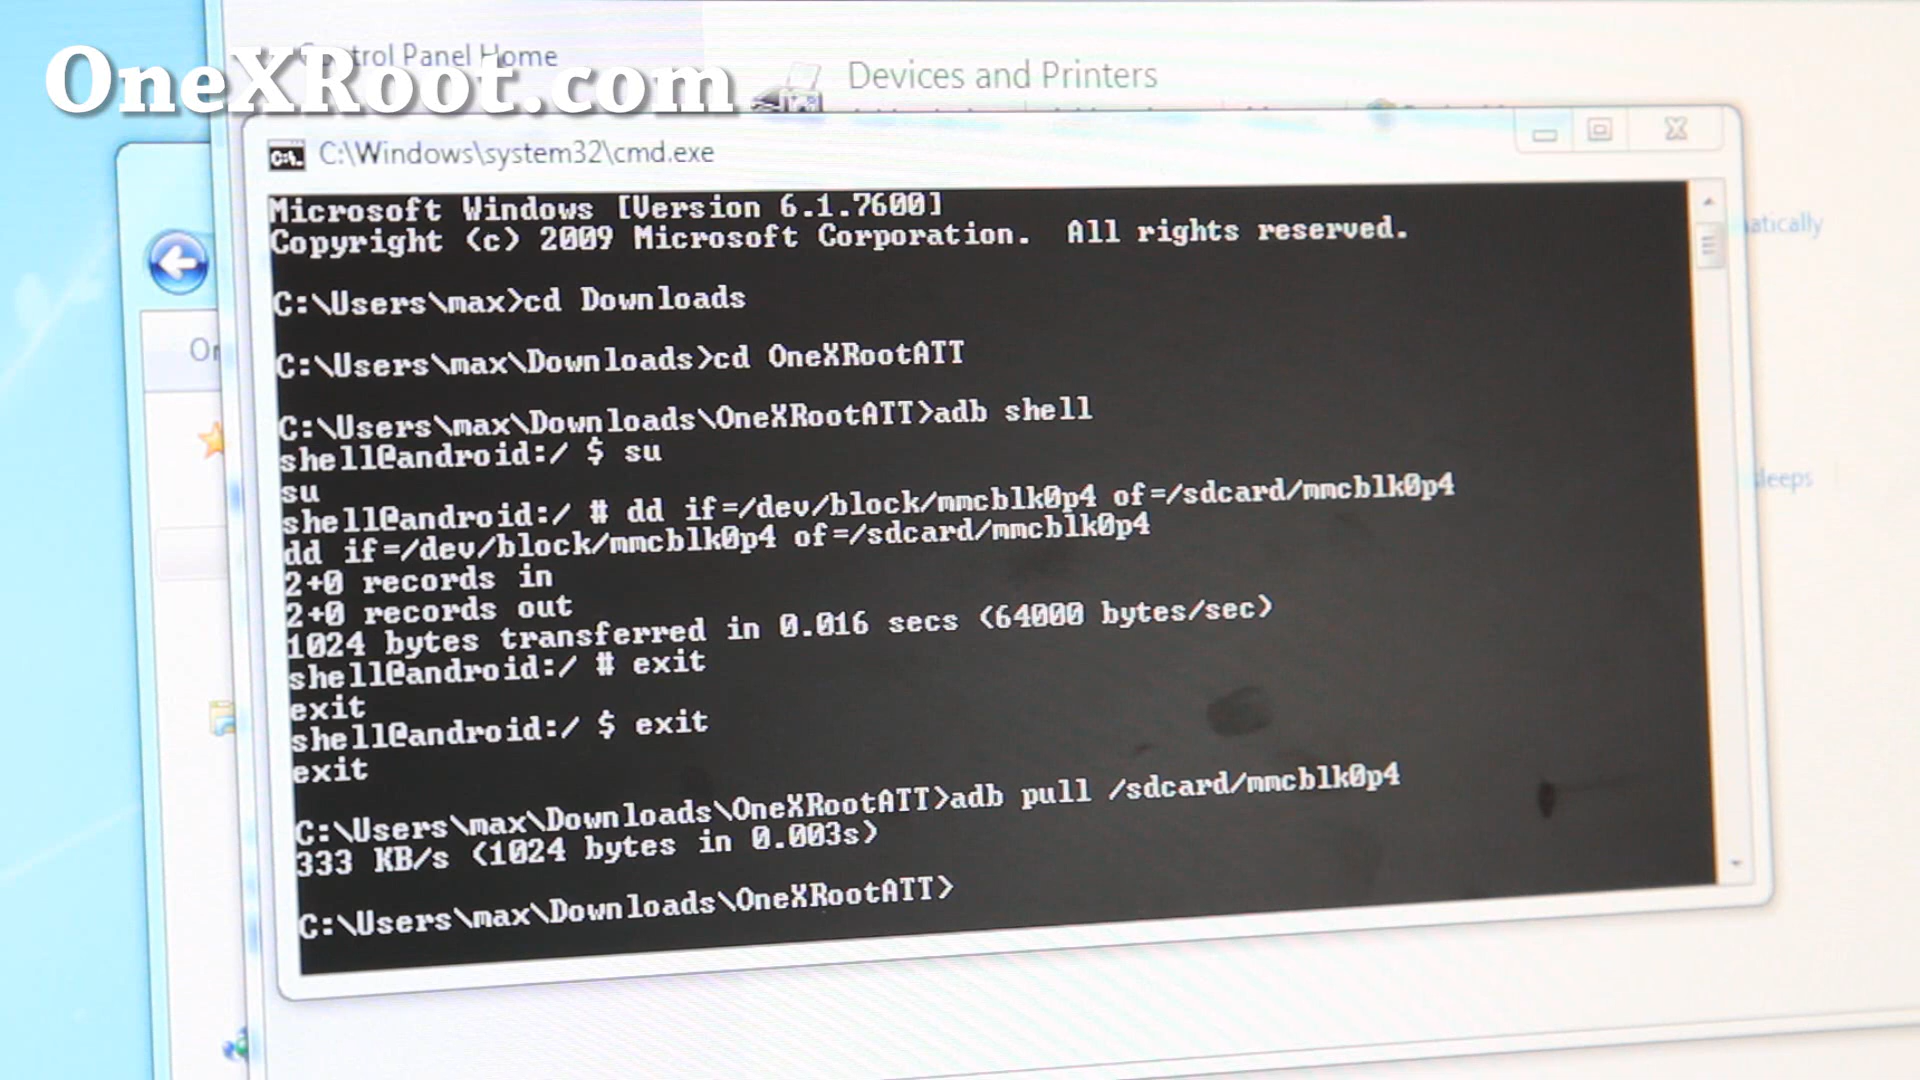 Control Panel Home
OneXRoot.com
Devices and Printers
C:\Windows\system32\cmd.exe
Microsoft Windows [Version 6.1.7600]
Copyright (c) 2009 Microsoft Corporation.  All rights reserved.
C:\Users\max>cd Downloads
C:\Users\max\Downloads>cd OneXRootATT
C:\Users\max\Downloads\OneXRootATT>adb shell
shell@android:/ $ su
su
shell@android:/ # dd if=/dev/block/mmcblk0p4 of=/sdcard/mmcblk0p4
dd if=/dev/block/mmcblk0p4 of=/sdcard/mmcblk0p4
2+0 records in
2+0 records out
1024 bytes transferred in 0.016 secs (64000 bytes/sec)
shell@android:/ # exit
exit
shell@android:/ $ exit
exit
C:\Users\max\Downloads\OneXRootATT>adb pull /sdcard/mmcblk0p4
333 KB/s (1024 bytes in 0.003s)
C:\Users\max\Downloads\OneXRootATT>